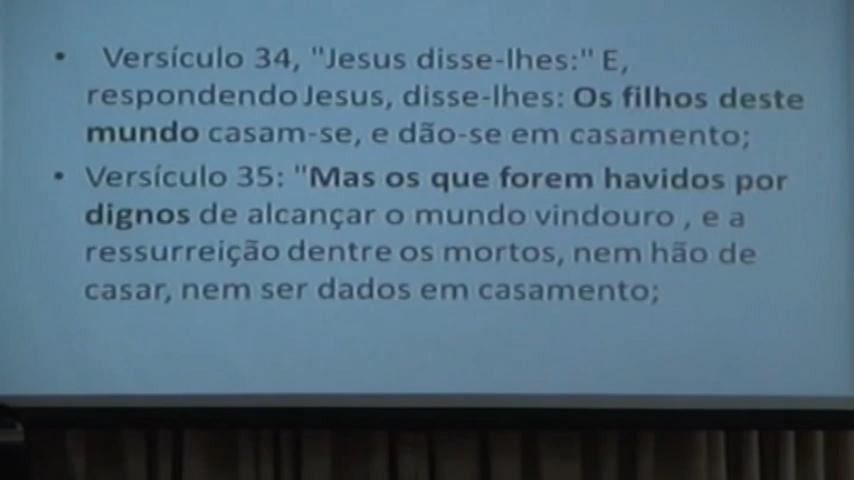 • Versículo 34, "Jesus disse-lhes:" E,
respondendo Jesus, disse-lhes: Os filhos deste
mundo casam-se, e dão-se em casamento;
• Versículo 35: "Mas os que forem havidos por
dignos de alcançar o mundo vindouro , e a
ressurreição dentre os mortos, nem hão de
casar, nem ser dados em casamento;